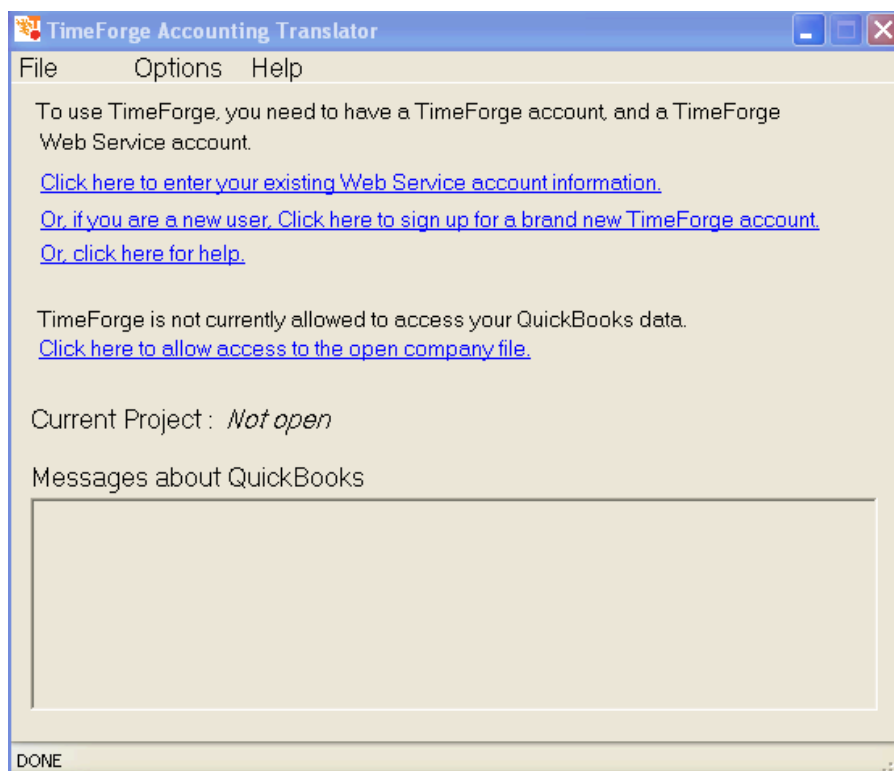 TimeForge Accounting Translator
File Options Help
To use TimeForge, you need to have a TimeForge account, and a TimeForge
Web Service account.
Click here to enter your existing Web Service account information.
Or, if you are a new user, Click here to sign up for a brand new TimeForge account.
Or, click here for help.
TimeForge is not currently allowed to access your QuickBooks data.
Click here to allow access to the open company file.
Current Project : Not open
Messages about QuickBooks
DONE